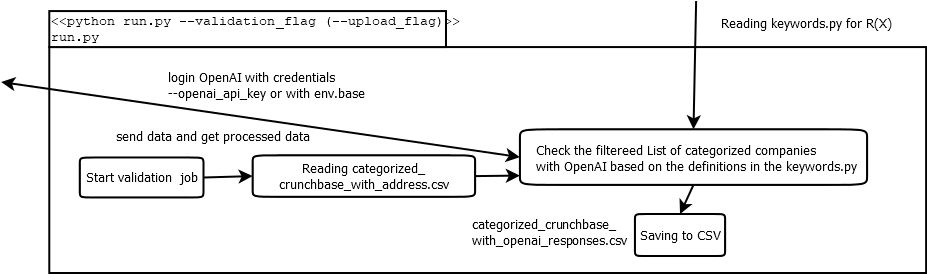 <<python run.py --validation_flag (--upload_flag)>>
run.py
Reading keywords.py for R(X)
login OpenAI with credentials
--openai_api_key or with env.base
send data and get processed data
Start validation job
Reading categorized_
crunchbase_with_address.csv
Check the filtereed List of categorized companies
with OpenAI based on the definitions in the keywords.py
categorized_crunchbase_
with_openai_responses.csv
Saving to CSV